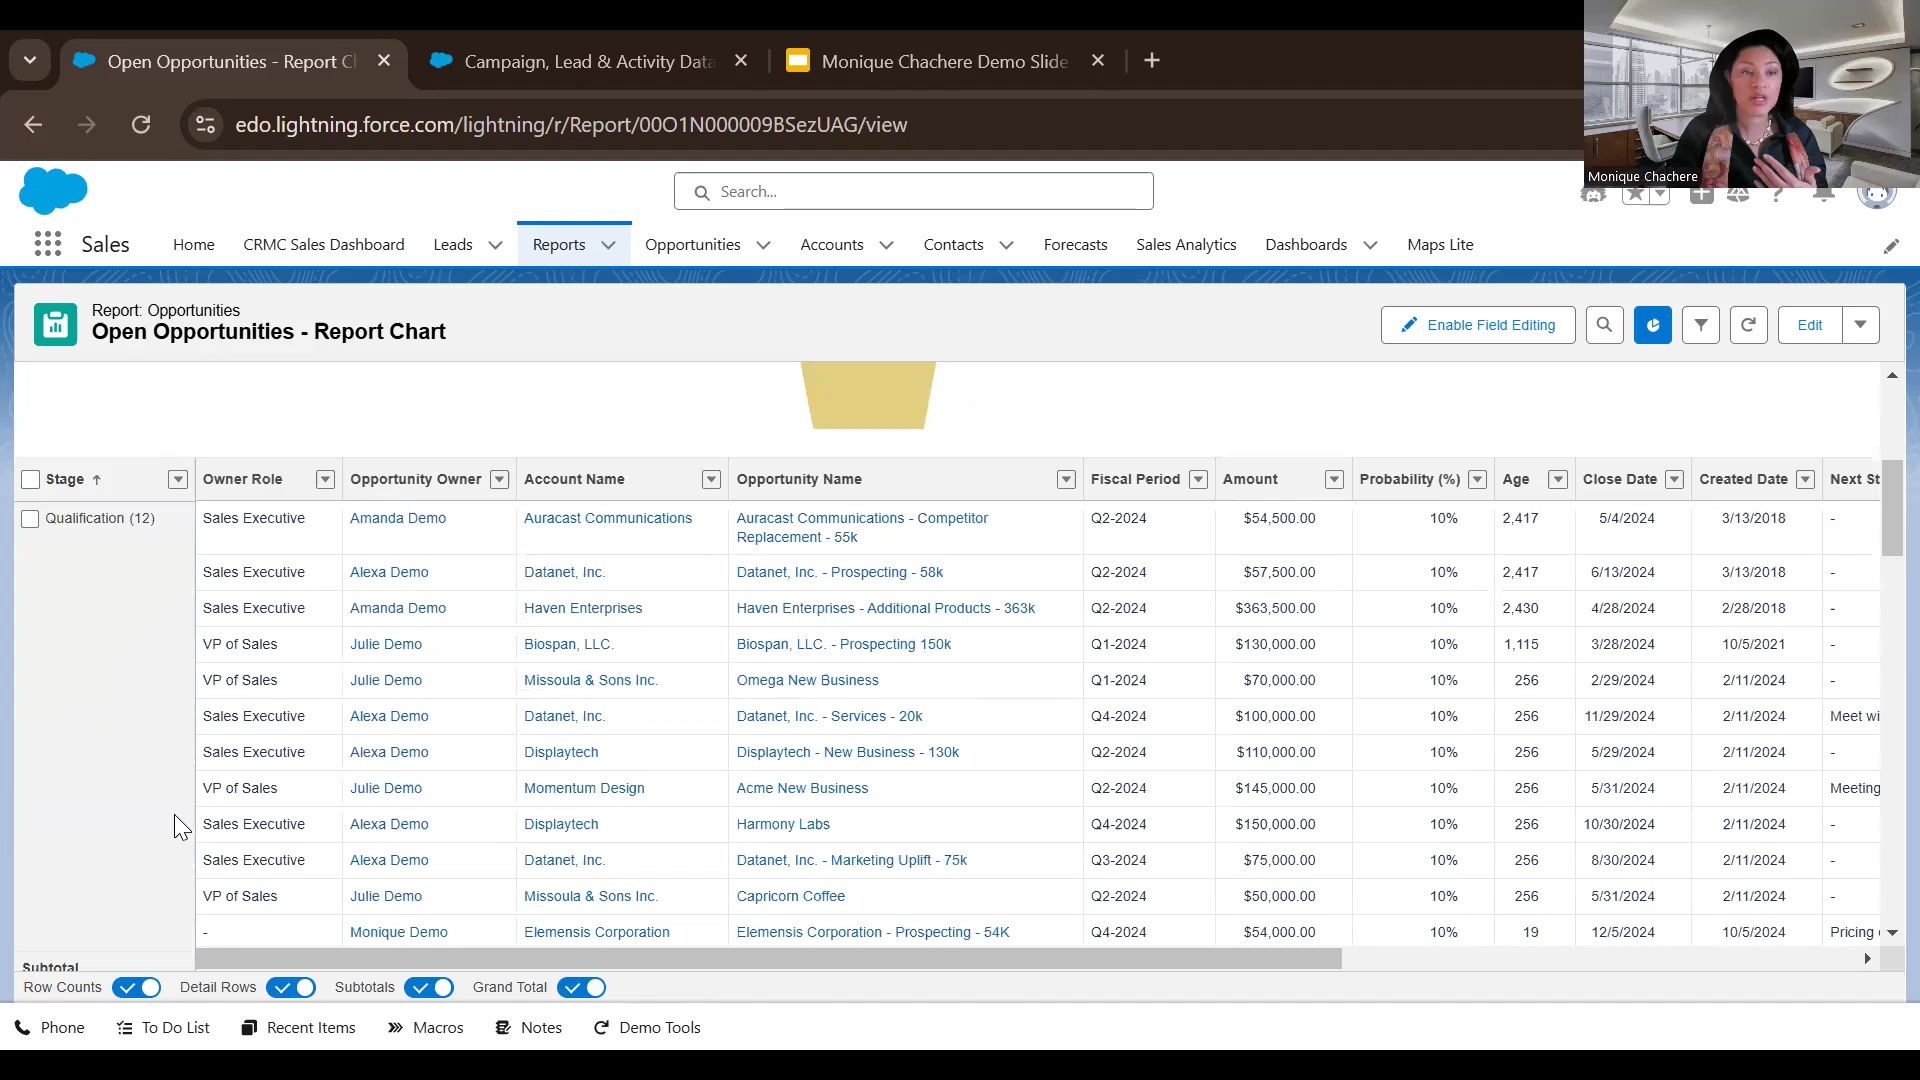 Open Opportunities - Report Ch
Campaign, Lead & Activity Data
Monique Chachere Demo Slide
edo.lightning.force.com/lightning/r/Report/00O1N000009BSezUAG/view
Monique Chachere
Search...
Sales
Home
CRMC Sales Dashboard
Leads
Reports
Opportunities
Accounts
Contacts
Forecasts
Sales Analytics
Dashboards
Maps Lite
Report: Opportunities
Open Opportunities - Report Chart
Enable Field Editing
Edit
Stage ↑ Owner Role Opportunity Owner Account Name Opportunity Name Fiscal Period Amount Probability (%) Age Close Date Created Date Next St
Qualification (12) Sales Executive Amanda Demo Auracast Communications Auracast Communications - Competitor Q2-2024 $54,500.00 10% 2,417 5/4/2024 3/13/2018 -
Replacement - 55k
Sales Executive Alexa Demo Datanet, Inc. Datanet, Inc. - Prospecting - 58k Q2-2024 $57,500.00 10% 2,417 6/13/2024 3/13/2018 -
Sales Executive Amanda Demo Haven Enterprises Haven Enterprises - Additional Products - 363k Q2-2024 $363,500.00 10% 2,430 4/28/2024 2/28/2018 -
VP of Sales Julie Demo Biospan, LLC. Biospan, LLC. - Prospecting 150k Q1-2024 $130,000.00 10% 1,115 3/28/2024 10/5/2021 -
VP of Sales Julie Demo Missoula & Sons Inc. Omega New Business Q1-2024 $70,000.00 10% 256 2/29/2024 2/11/2024 -
Sales Executive Alexa Demo Datanet, Inc. Datanet, Inc. - Services - 20k Q4-2024 $100,000.00 10% 256 11/29/2024 2/11/2024 Meet wi
Sales Executive Alexa Demo Displaytech Displaytech - New Business - 130k Q2-2024 $110,000.00 10% 256 5/29/2024 2/11/2024 -
VP of Sales Julie Demo Momentum Design Acme New Business Q2-2024 $145,000.00 10% 256 5/31/2024 2/11/2024 Meeting
Sales Executive Alexa Demo Displaytech Harmony Labs Q4-2024 $150,000.00 10% 256 10/30/2024 2/11/2024 -
Sales Executive Alexa Demo Datanet, Inc. Datanet, Inc. - Marketing Uplift - 75k Q3-2024 $75,000.00 10% 256 8/30/2024 2/11/2024 -
VP of Sales Julie Demo Missoula & Sons Inc. Capricorn Coffee Q2-2024 $50,000.00 10% 256 5/31/2024 2/11/2024 -
- Monique Demo Elemensis Corporation Elemensis Corporation - Prospecting - 54K Q4-2024 $54,000.00 10% 19 12/5/2024 10/5/2024 Pricing
Subtotal
Row Counts Detail Rows Subtotals Grand Total
Phone To Do List Recent Items Macros Notes Demo Tools